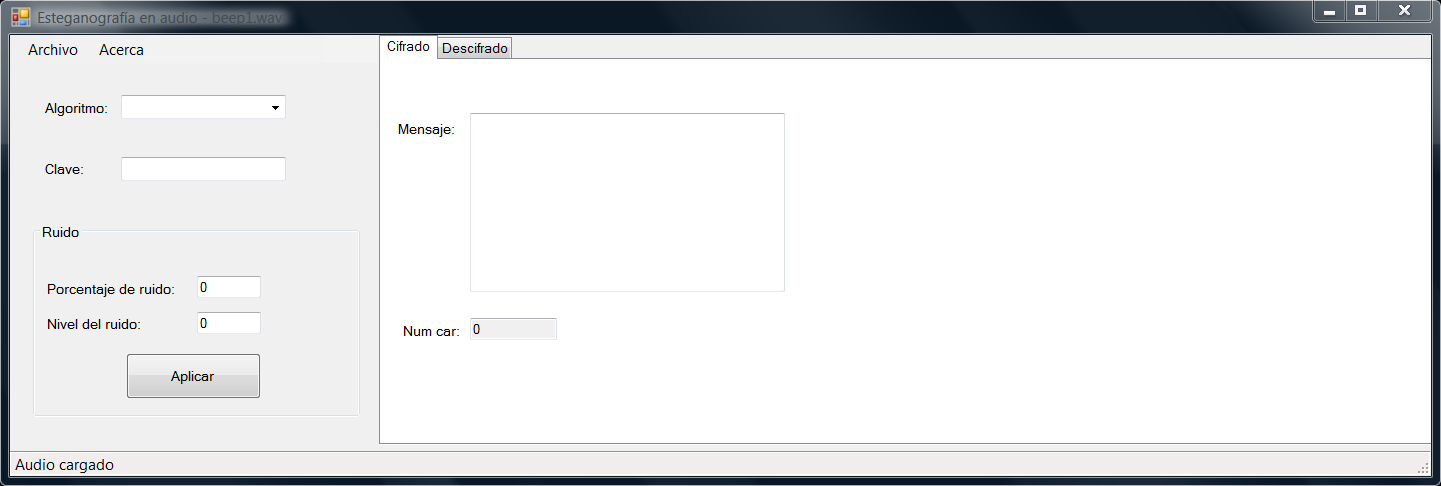 Esteganografía en audio - beep1.wav
Archivo Acerca
Cifrado Descifrado
Algoritmo:
Clave:
Ruido
Porcentaje de ruido: 0
Nivel del ruido: 0
Aplicar
Mensaje:
Num car: 0
Audio cargado